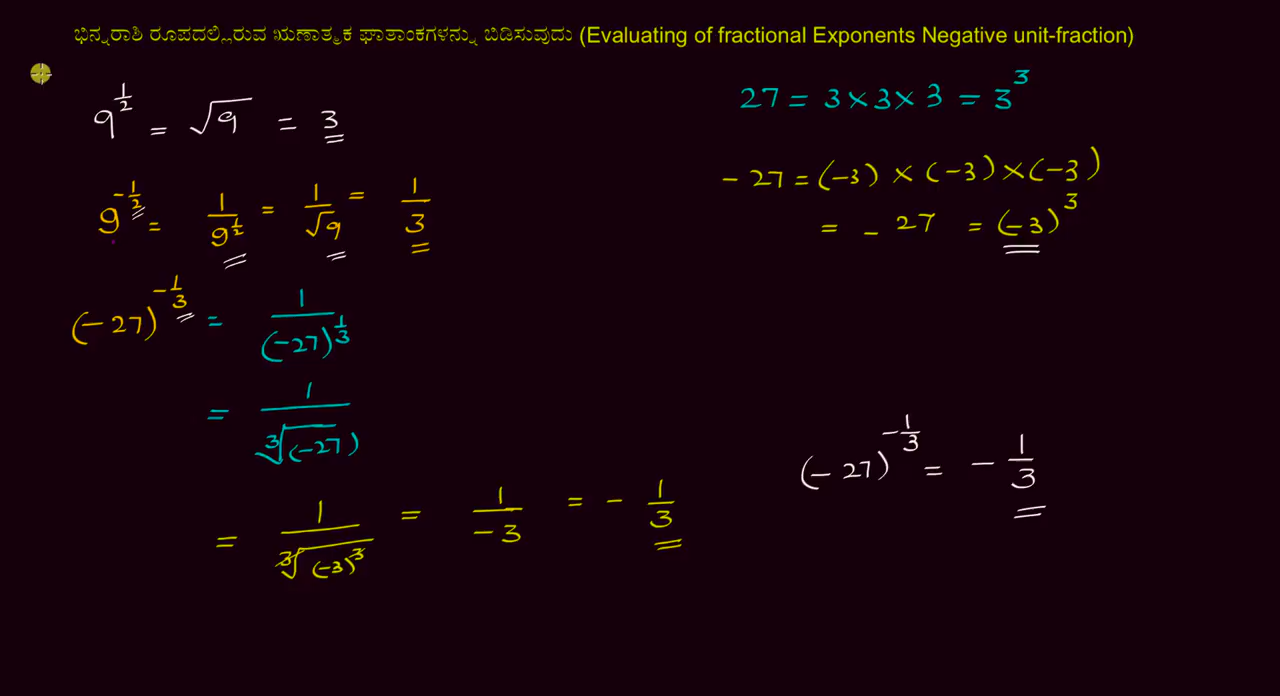 ಭಿನ್ನರಾಶಿ ರೂಪದಲ್ಲಿರುವ ಋಣಾತ್ಮಕ ಘಾತಾಂಕಗಳನ್ನು ಬಿಡಿಸುವುದು (Evaluating of fractional Exponents Negative unit-fraction)
9^(1/2) = √9 = 3
9^(-1/2) = 1/9^(1/2) = 1/√9 = 1/3
(-27)^(-1/3) = 1/(-27)^(1/3)
= 1/∛(-27)
= 1/∛(-3)^3 = 1/-3 = - 1/3
27 = 3 × 3 × 3 = 3^3
- 27 = (-3) × (-3) × (-3)
= - 27 = (-3)^3
(-27)^(-1/3) = - 1/3